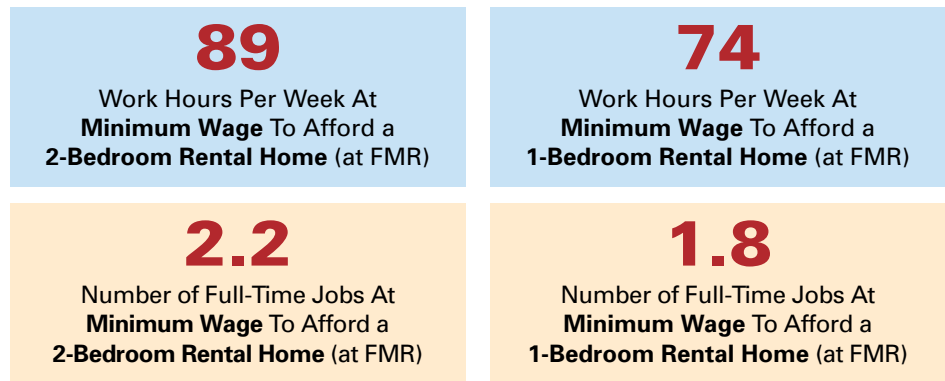 89
Work Hours Per Week At
Minimum Wage To Afford a
2-Bedroom Rental Home (at FMR)
74
Work Hours Per Week At
Minimum Wage To Afford a
1-Bedroom Rental Home (at FMR)
2.2
Number of Full-Time Jobs At
Minimum Wage To Afford a
2-Bedroom Rental Home (at FMR)
1.8
Number of Full-Time Jobs At
Minimum Wage To Afford a
1-Bedroom Rental Home (at FMR)